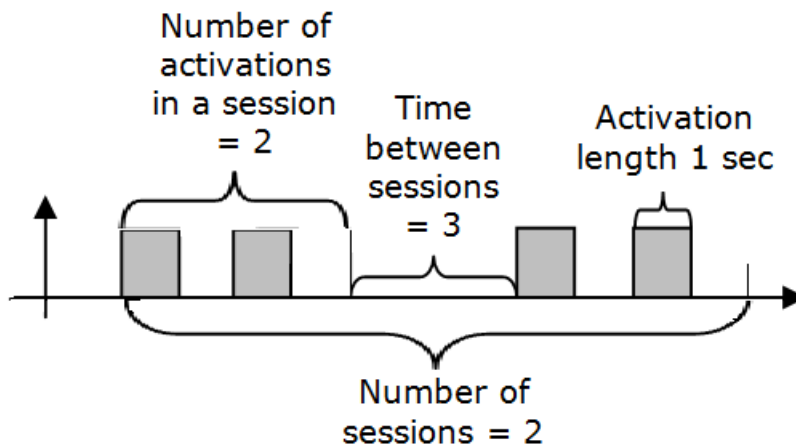 Number of
activations
in a session
= 2
Time
between
sessions
= 3
Activation
length 1 sec
Number of
sessions = 2